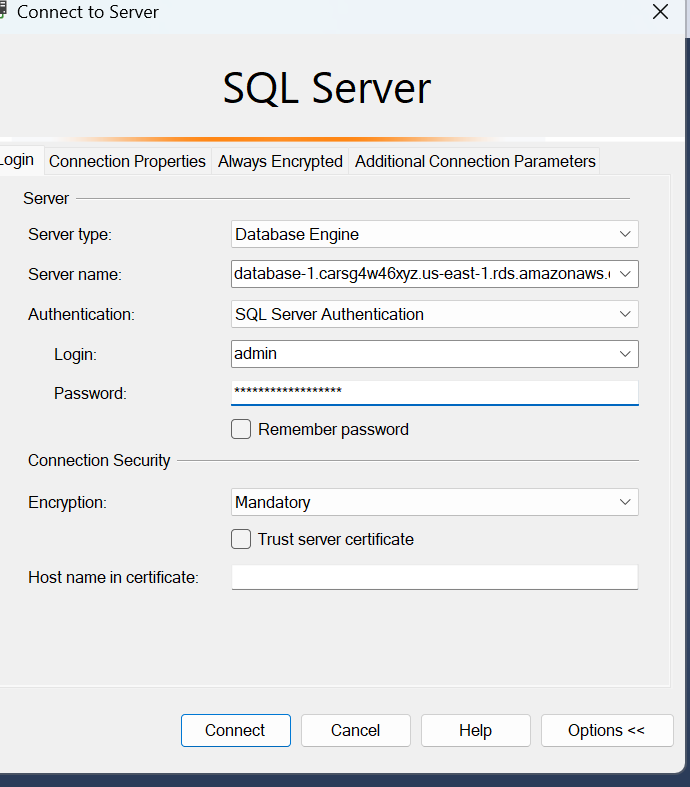 Connect to Server
SQL Server
Login Connection Properties Always Encrypted Additional Connection Parameters
Server
Server type: Database Engine
Server name: database-1.carsg4w46xyz.us-east-1.rds.amazonaws.
Authentication: SQL Server Authentication
Login: admin
Password: ******************
Remember password
Connection Security
Encryption: Mandatory
Trust server certificate
Host name in certificate:
Connect Cancel Help Options <<